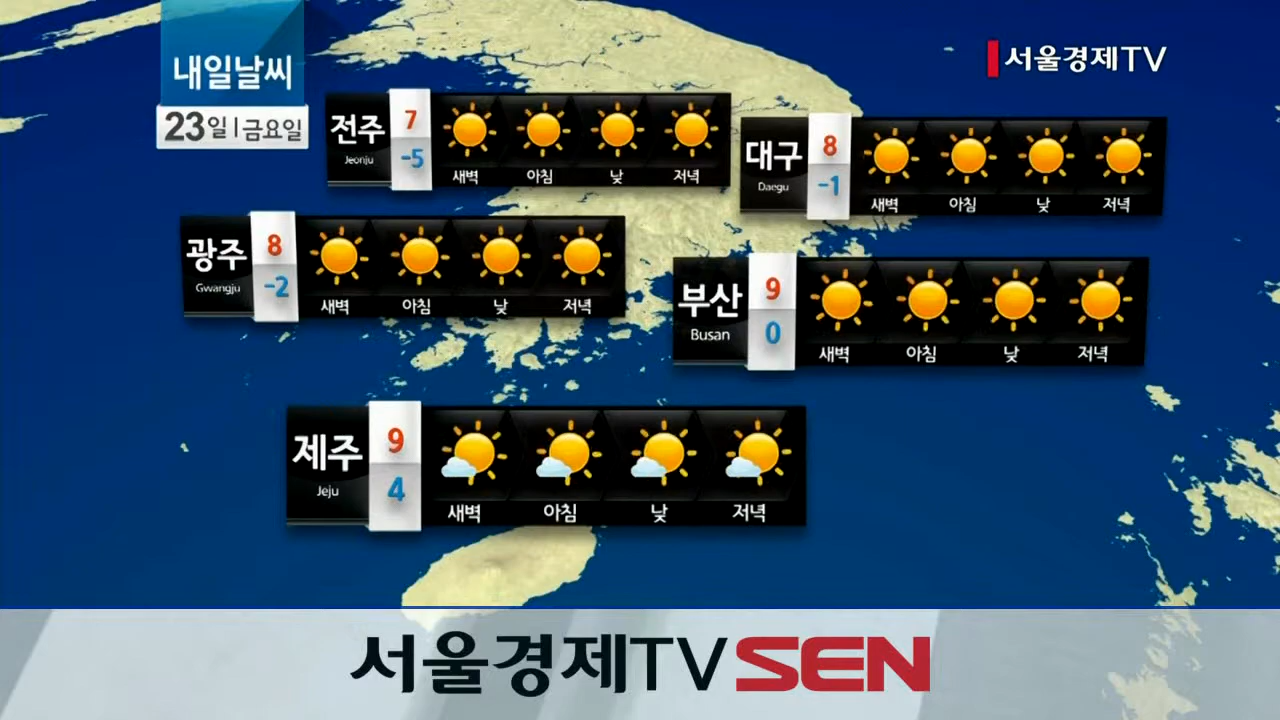 내일날씨
23일 | 금요일
서울경제TV
전주
Jeonju
7
-5
새벽 아침 낮 저녁
대구
Daegu
8
-1
새벽 아침 낮 저녁
광주
Gwangju
8
-2
새벽 아침 낮 저녁
부산
Busan
9
0
새벽 아침 낮 저녁
제주
Jeju
9
4
새벽 아침 낮 저녁
서울경제TV SEN